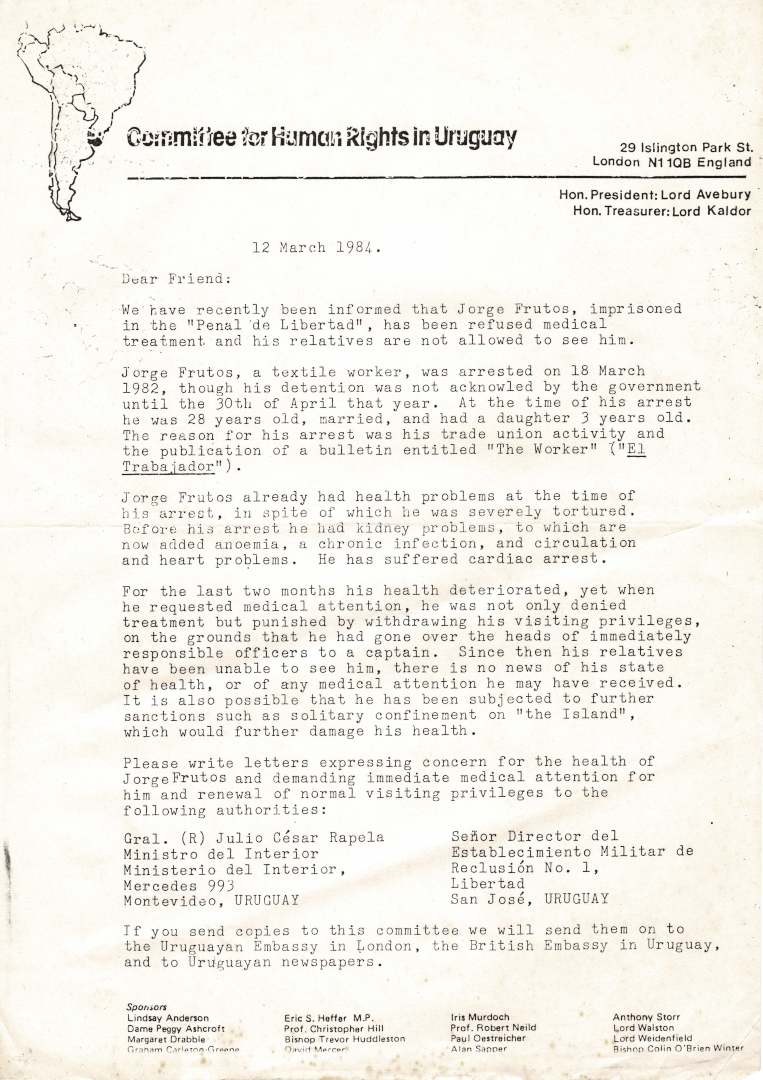 Committee for Human Rights in Uruguay
29 Islington Park St.
London N1 1QB England
Hon. President: Lord Avebury
Hon. Treasurer: Lord Kaldor
12 March 1984.
Dear Friend:
We have recently been informed that Jorge Frutos, imprisoned
in the "Penal de Libertad", has been refused medical
treatment and his relatives are not allowed to see him.
Jorge Frutos, a textile worker, was arrested on 18 March
1982, though his detention was not acknowled by the government
until the 30th of April that year. At the time of his arrest
he was 28 years old, married, and had a daughter 3 years old.
The reason for his arrest was his trade union activity and
the publication of a bulletin entitled "The Worker" ("El
Trabajador").
Jorge Frutos already had health problems at the time of
his arrest, in spite of which he was severely tortured.
Before his arrest he had kidney problems, to which are
now added anoemia, a chronic infection, and circulation
and heart problems. He has suffered cardiac arrest.
For the last two months his health deteriorated, yet when
he requested medical attention, he was not only denied
treatment but punished by withdrawing his visiting privileges,
on the grounds that he had gone over the heads of immediately
responsible officers to a captain. Since then his relatives
have been unable to see him, there is no news of his state
of health, or of any medical attention he may have received.
It is also possible that he has been subjected to further
sanctions such as solitary confinement on "the Island",
which would further damage his health.
Please write letters expressing concern for the health of
Jorge Frutos and demanding immediate medical attention for
him and renewal of normal visiting privileges to the
following authorities:
Gral. (R) Julio César Rapela
Ministro del Interior
Ministerio del Interior,
Mercedes 993
Montevideo, URUGUAY
Señor Director del
Establecimiento Militar de
Reclusión No. 1,
Libertad
San José, URUGUAY
If you send copies to this committee we will send them on to
the Uruguayan Embassy in London, the British Embassy in Uruguay,
and to Uruguayan newspapers.
Sponsors
Lindsay Anderson
Dame Peggy Ashcroft
Margaret Drabble
Graham Carleton-Greene
Eric S. Heffer M.P.
Prof. Christopher Hill
Bishop Trevor Huddleston
David Mercer
Iris Murdoch
Prof. Robert Neild
Paul Oestreicher
Alan Sapper
Anthony Storr
Lord Walston
Lord Weidenfield
Bishop Colin O'Brien Winter